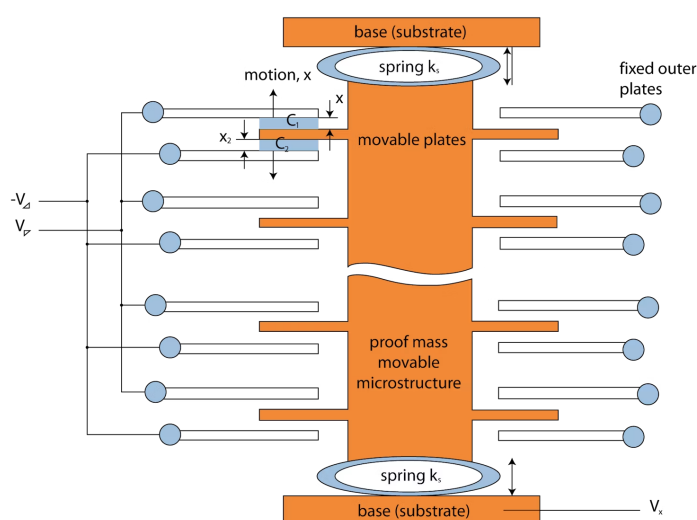 base (substrate)
spring kₛ
fixed outer
plates
motion, x
x
C₁
movable plates
x₂
C₂
-V
V
proof mass
movable
microstructure
spring kₛ
base (substrate)
Vₓ